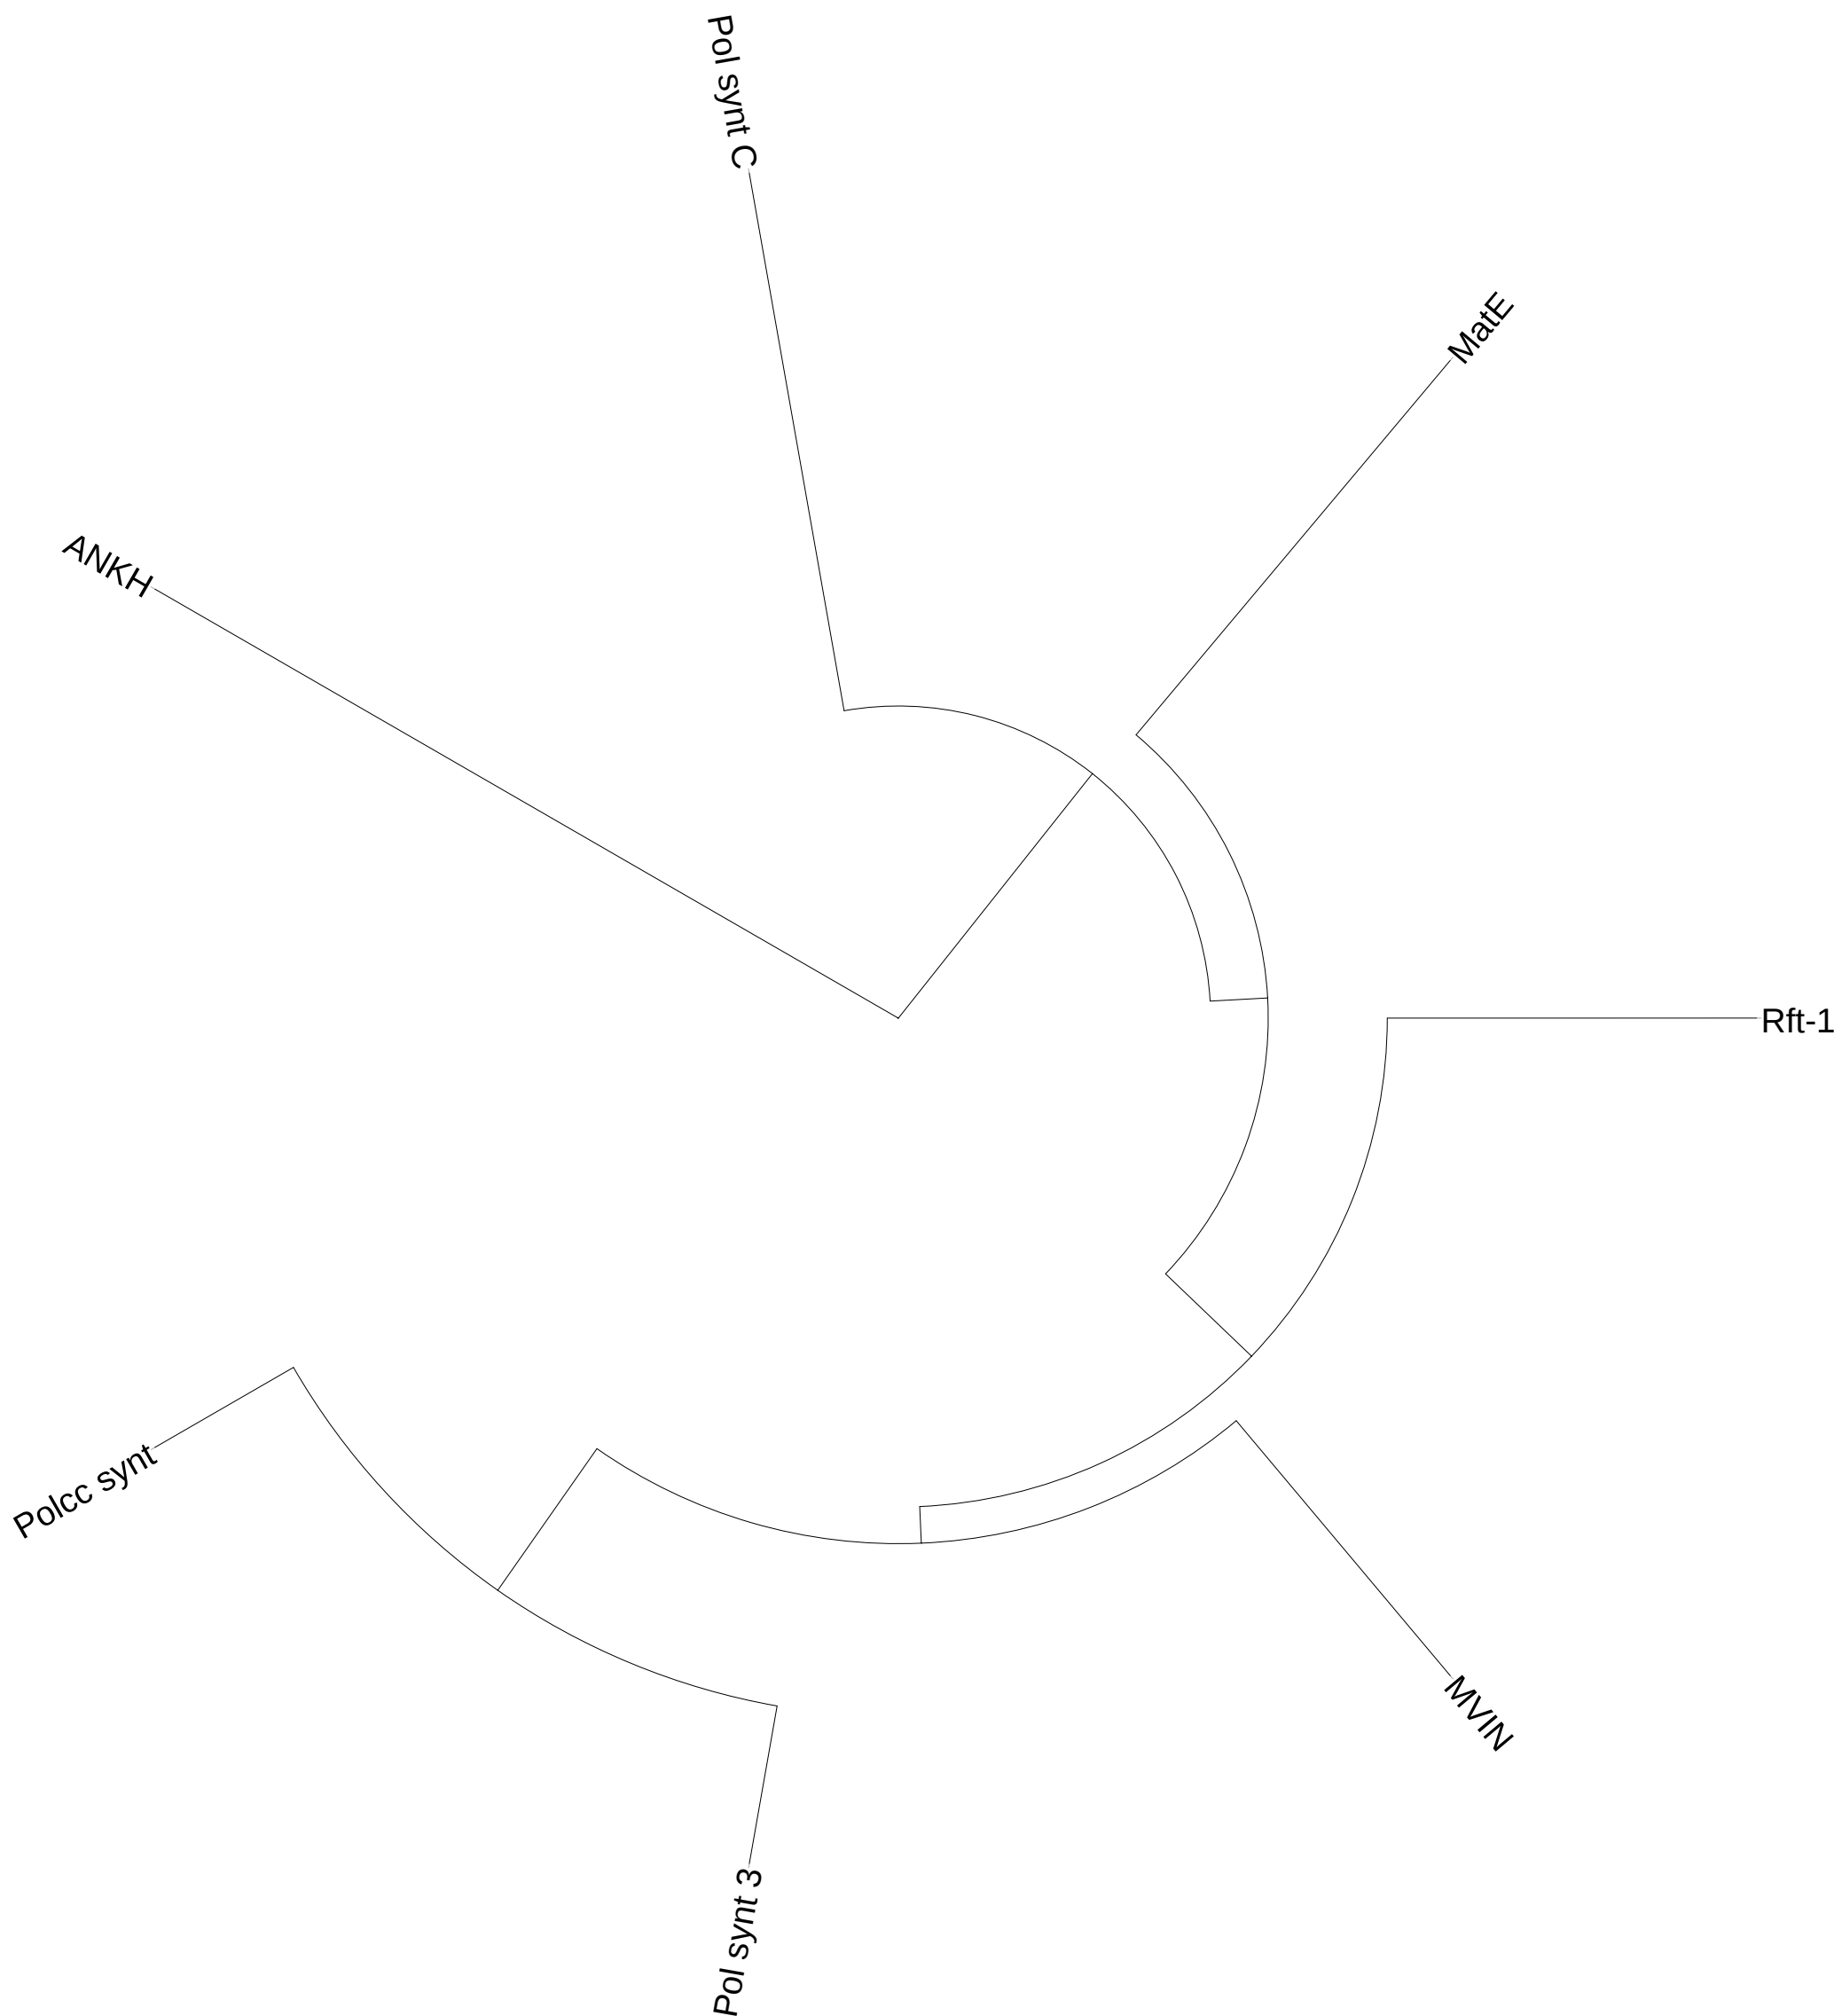 Pol synt C
MatE
ANKH
Rft-1
Polcc synt
MVIN
Pol synt 3